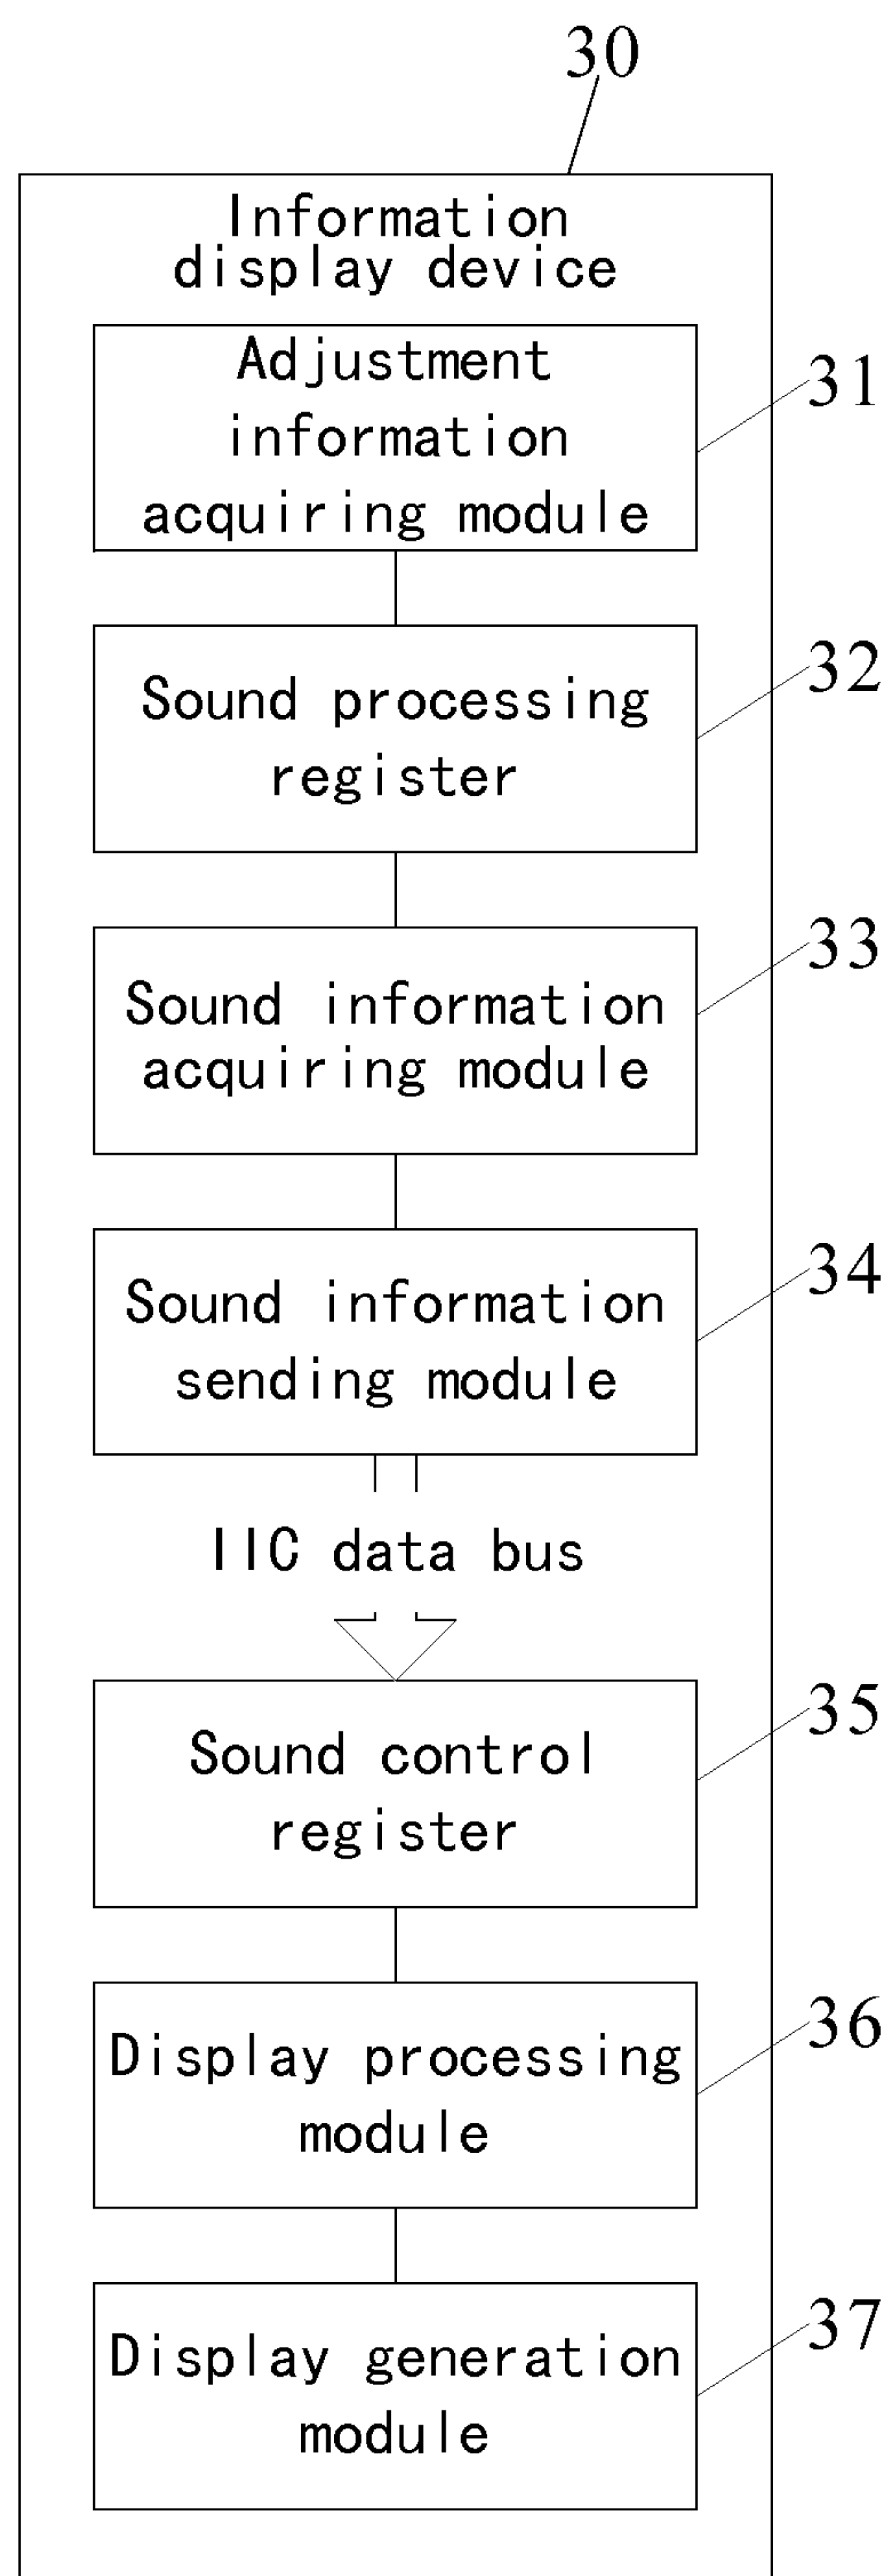 30
Information
display device
Adjustment
information
acquiring module
31
Sound processing
register
32
Sound information
acquiring module
33
Sound information
sending module
34
IIC data bus
Sound control
register
35
Display processing
module
36
Display generation
module
37